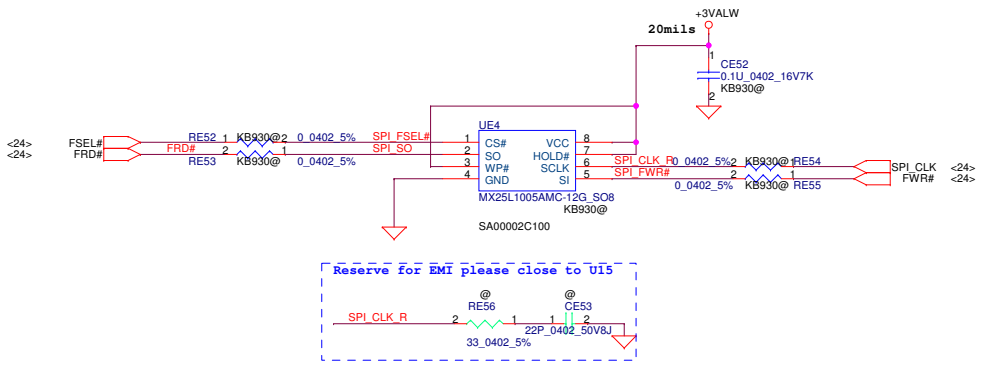 +3VALW
20mils
1
CE52
0.1U_0402_16V7K
KB930@
2
UE4
<24> FSEL# RE52 1 KB930@ 2 0_0402_5% SPI_FSEL# 1 CS# VCC 8
<24> FRD# FRD# 2 KB930@ 1 SPI_SO 2 SO HOLD# 7
RE53 0_0402_5% 3 WP# SCLK 6 SPI_CLK_R 0_0402_5% 2 KB930@ 1 RE54 SPI_CLK <24>
4 GND SI 5 SPI_FWR# 2 1 FWR# <24>
0_0402_5% KB930@ RE55
MX25L1005AMC-12G_SO8
KB930@
SA00002C100
Reserve for EMI please close to U15
@ @
RE56 CE53
SPI_CLK_R 2 1 1 2
22P_0402_50V8J
33_0402_5%